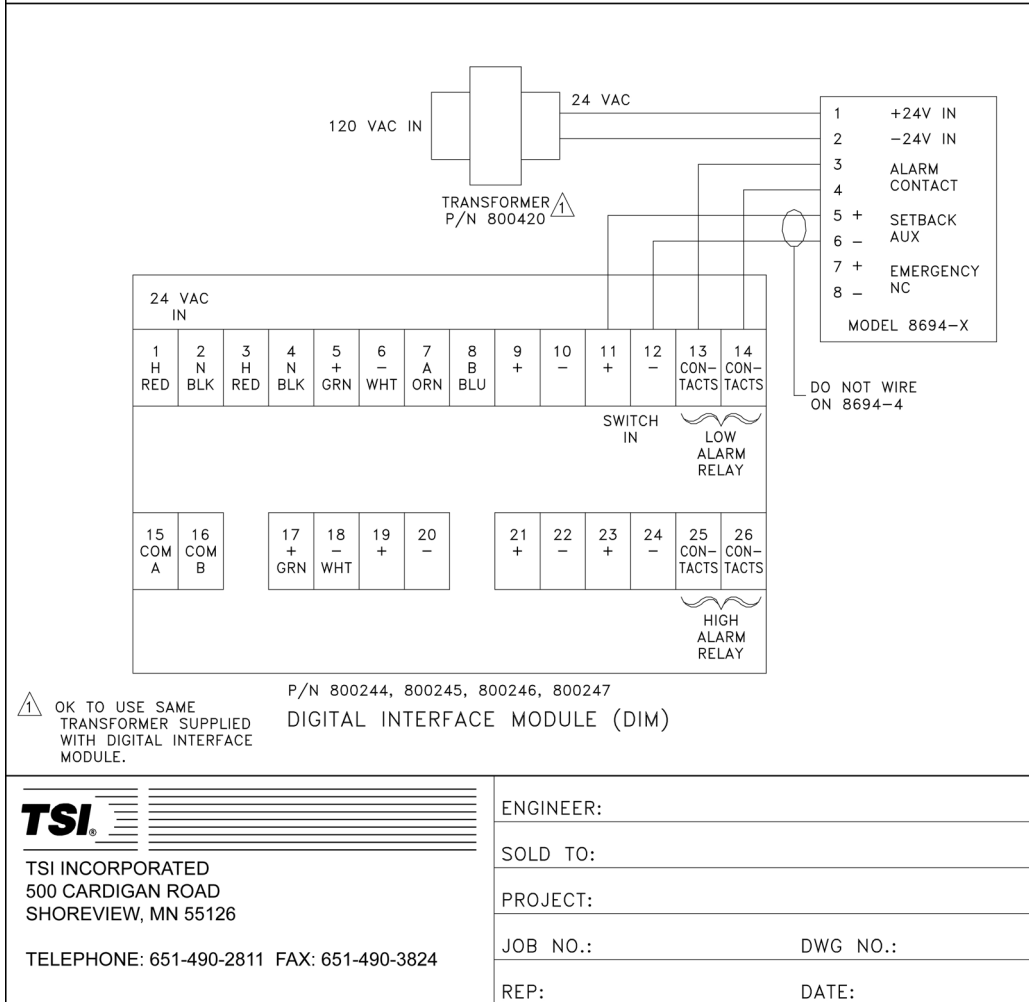 24 VAC
120 VAC IN
TRANSFORMER 1
P/N 800420
1 +24V IN
2 −24V IN
3 ALARM
4 CONTACT
5 + SETBACK
6 − AUX
7 + EMERGENCY
8 − NC
MODEL 8694−X
DO NOT WIRE
ON 8694−4
24 VAC
IN
1 2 3 4 5 6 7 8 9 10 11 12 13 14
H N H N + − A B + − + − CON− CON−
RED BLK RED BLK GRN WHT ORN BLU TACTS TACTS
SWITCH
IN
LOW
ALARM
RELAY
15 16 17 18 19 20 21 22 23 24 25 26
COM COM + − + − + − + − CON− CON−
A B GRN WHT TACTS TACTS
HIGH
ALARM
RELAY
P/N 800244, 800245, 800246, 800247
DIGITAL INTERFACE MODULE (DIM)
1 OK TO USE SAME
TRANSFORMER SUPPLIED
WITH DIGITAL INTERFACE
MODULE.
TSI®
TSI INCORPORATED
500 CARDIGAN ROAD
SHOREVIEW, MN 55126
TELEPHONE: 651-490-2811 FAX: 651-490-3824
ENGINEER:
SOLD TO:
PROJECT:
JOB NO.: DWG NO.:
REP: DATE: